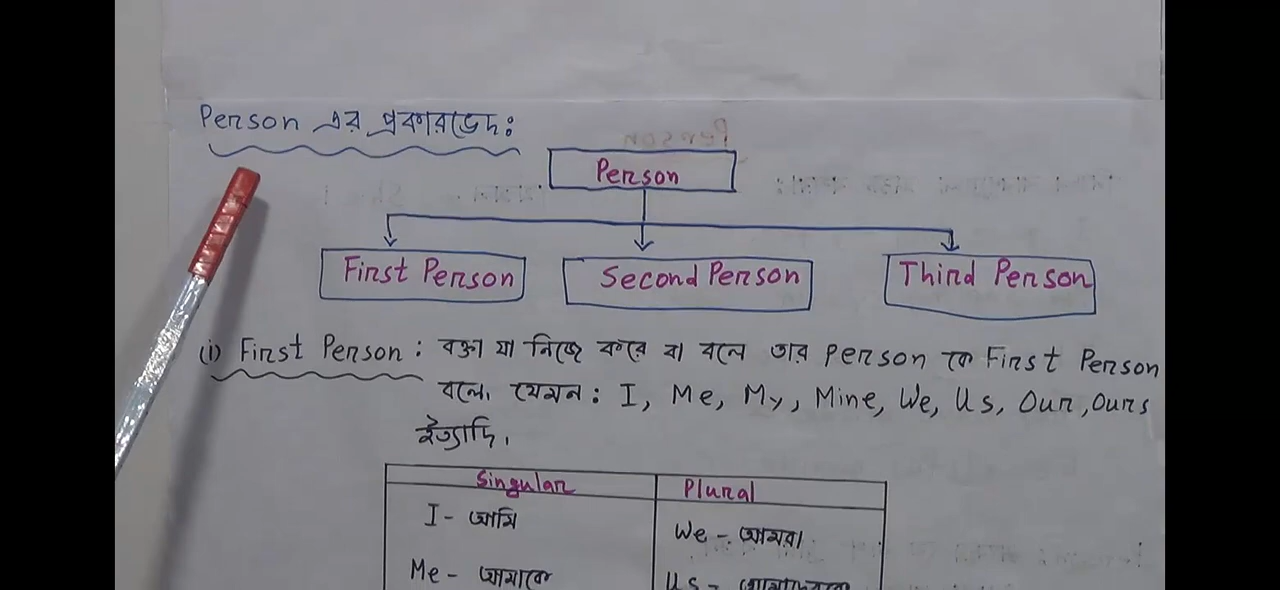 Person এর প্রকারভেদ:
Person
First Person Second Person Third Person
(i) First Person : বক্তা যা নিজে করে বা বলে তার person কে First Person
বলে। যেমন : I, Me, My, Mine, We, Us, Our, Ours
ইত্যাদি।
Singular Plural
I - আমি We - আমরা
Me - আমাকে Us -